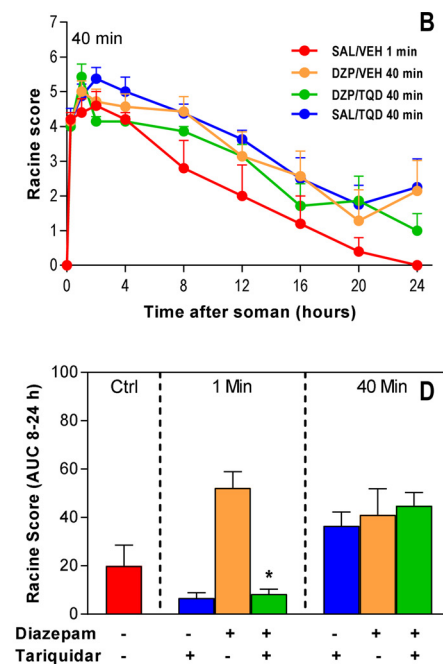 B
40 min
SAL/VEH 1 min
DZP/VEH 40 min
DZP/TQD 40 min
SAL/TQD 40 min
Racine score
7
6
5
4
3
2
1
0
0 4 8 12 16 20 24
Time after soman (hours)
D
Ctrl 1 Min 40 Min
Racine Score (AUC 8-24 h)
100
80
60
40
20
0
*
Diazepam - - + + - + +
Tariquidar - + - + + - +